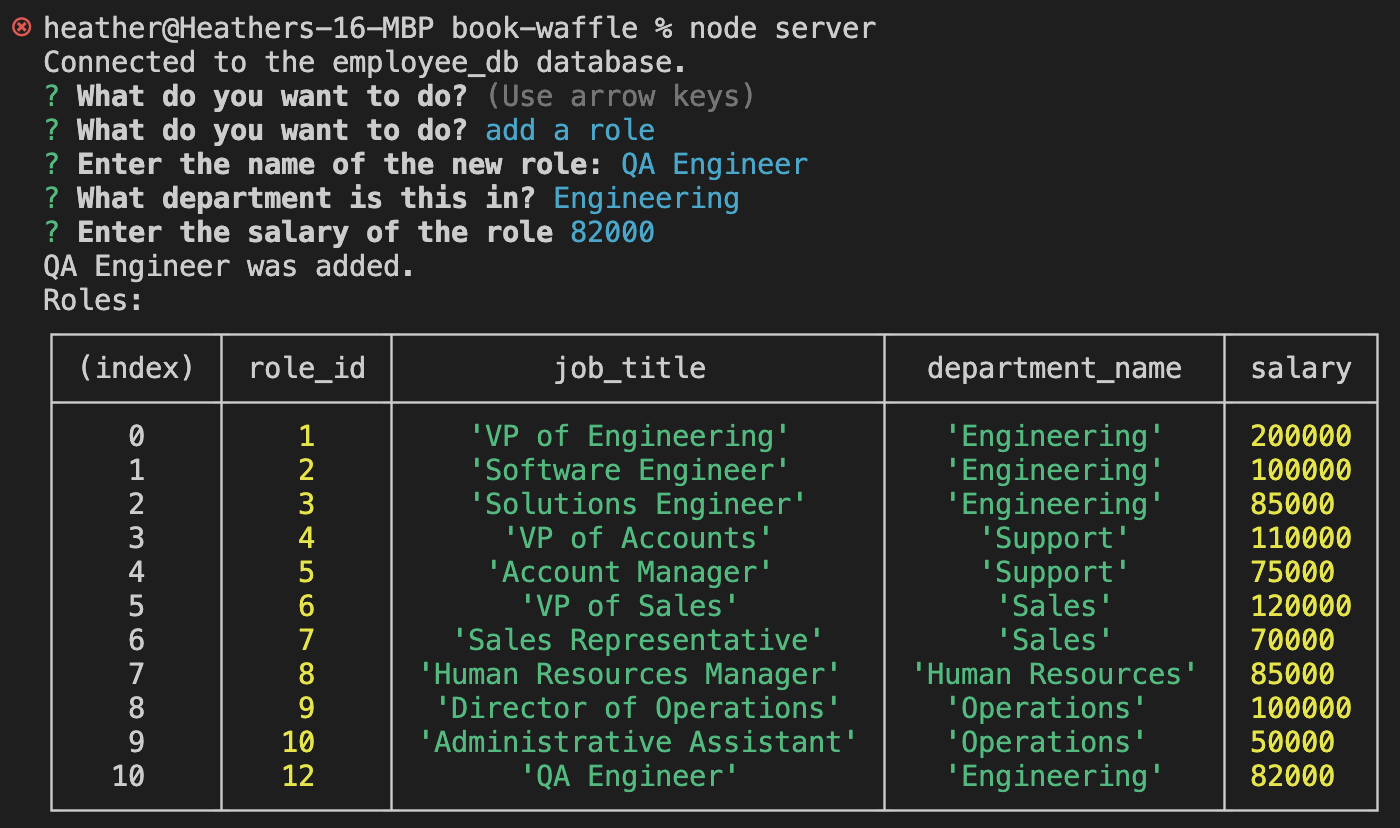 heather@Heathers-16-MBP book-waffle % node server
Connected to the employee_db database.
? What do you want to do? (Use arrow keys)
? What do you want to do? add a role
? Enter the name of the new role: QA Engineer
? What department is this in? Engineering
? Enter the salary of the role 82000
QA Engineer was added.
Roles:
(index) role_id job_title department_name salary
0 1 'VP of Engineering' 'Engineering' 200000
1 2 'Software Engineer' 'Engineering' 100000
2 3 'Solutions Engineer' 'Engineering' 85000
3 4 'VP of Accounts' 'Support' 110000
4 5 'Account Manager' 'Support' 75000
5 6 'VP of Sales' 'Sales' 120000
6 7 'Sales Representative' 'Sales' 70000
7 8 'Human Resources Manager' 'Human Resources' 85000
8 9 'Director of Operations' 'Operations' 100000
9 10 'Administrative Assistant' 'Operations' 50000
10 12 'QA Engineer' 'Engineering' 82000